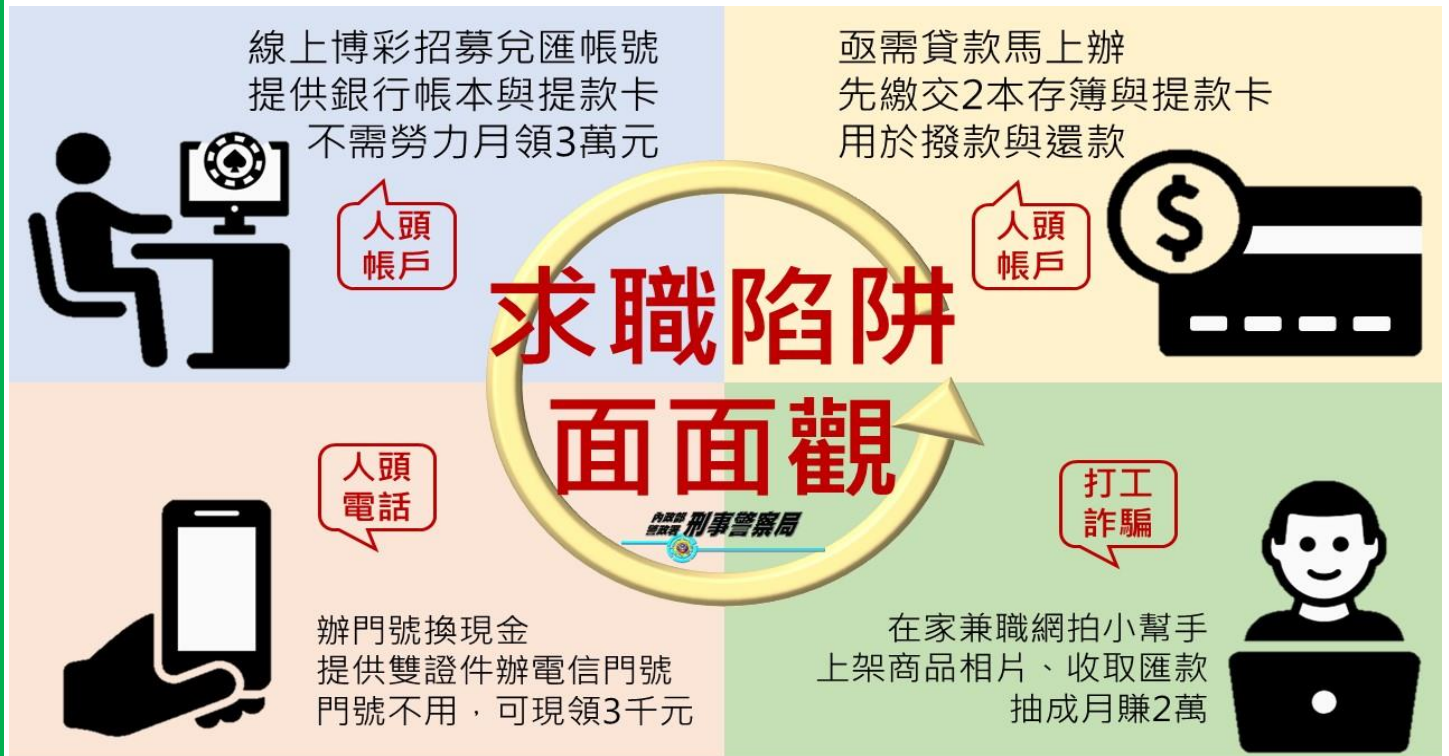 線上博彩招募兌匯帳號
提供銀行帳本與提款卡
不需勞力月領3萬元
人頭
帳戶
亟需貸款馬上辦
先繳交2本存簿與提款卡
用於撥款與還款
人頭
帳戶
求職陷阱
面面觀
內政部
警政署
刑事警察局
人頭
電話
辦門號換現金
提供雙證件辦電信門號
門號不用，可現領3千元
打工
詐騙
在家兼職網拍小幫手
上架商品相片、收取匯款
抽成月賺2萬